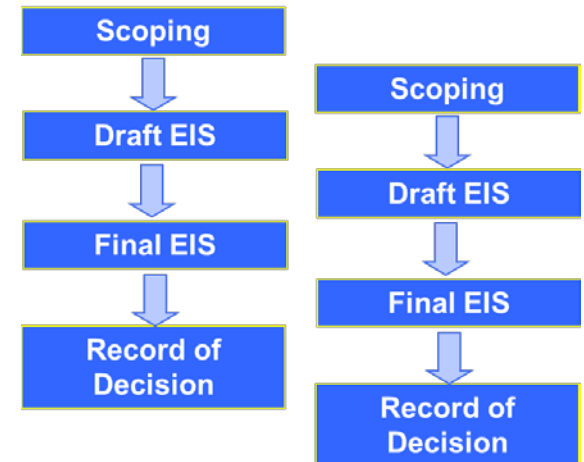 Scoping
Draft EIS
Final EIS
Record of
Decision
Scoping
Draft EIS
Final EIS
Record of
Decision